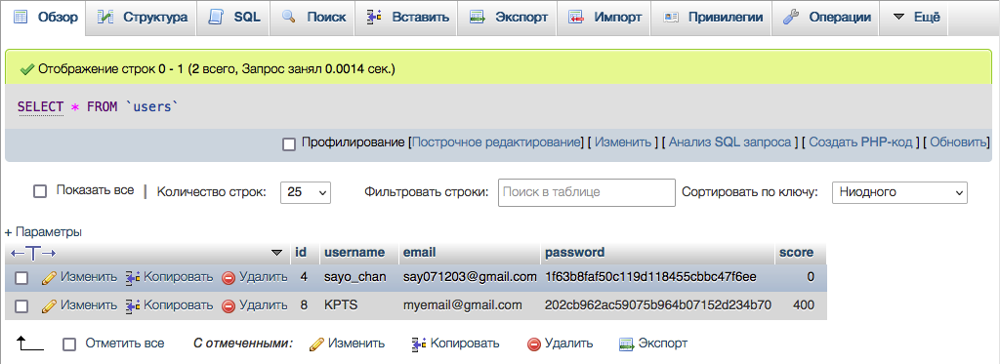 Обзор Структура SQL Поиск Вставить Экспорт Импорт Привилегии Операции Ещё
Отображение строк 0 - 1 (2 всего, Запрос занял 0.0014 сек.)
SELECT * FROM `users`
Профилирование [Построчное редактирование] [ Изменить ] [ Анализ SQL запроса ] [ Создать PHP-код ] [ Обновить]
Показать все | Количество строк: 25 Фильтровать строки: Поиск в таблице Сортировать по ключу: Ниодного
+ Параметры
←T→ id username email password score
Изменить Копировать Удалить 4 sayo_chan say071203@gmail.com 1f63b8faf50c119d118455cbbc47f6ee 0
Изменить Копировать Удалить 8 KPTS myemail@gmail.com 202cb962ac59075b964b07152d234b70 400
Отметить все С отмеченными: Изменить Копировать Удалить Экспорт